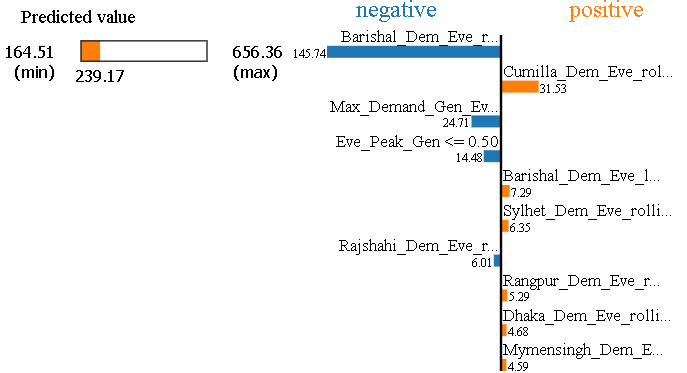 Predicted value
164.51
(min)
239.17
656.36
(max)
negative
positive
Barishal_Dem_Eve_r...
145.74
Cumilla_Dem_Eve_rol...
31.53
Max_Demand_Gen_Ev...
24.71
Eve_Peak_Gen <= 0.50
14.48
Barishal_Dem_Eve_l...
7.29
Sylhet_Dem_Eve_rolli...
6.35
Rajshahi_Dem_Eve_r...
6.01
Rangpur_Dem_Eve_r...
5.29
Dhaka_Dem_Eve_rolli...
4.68
Mymensingh_Dem_E...
4.59